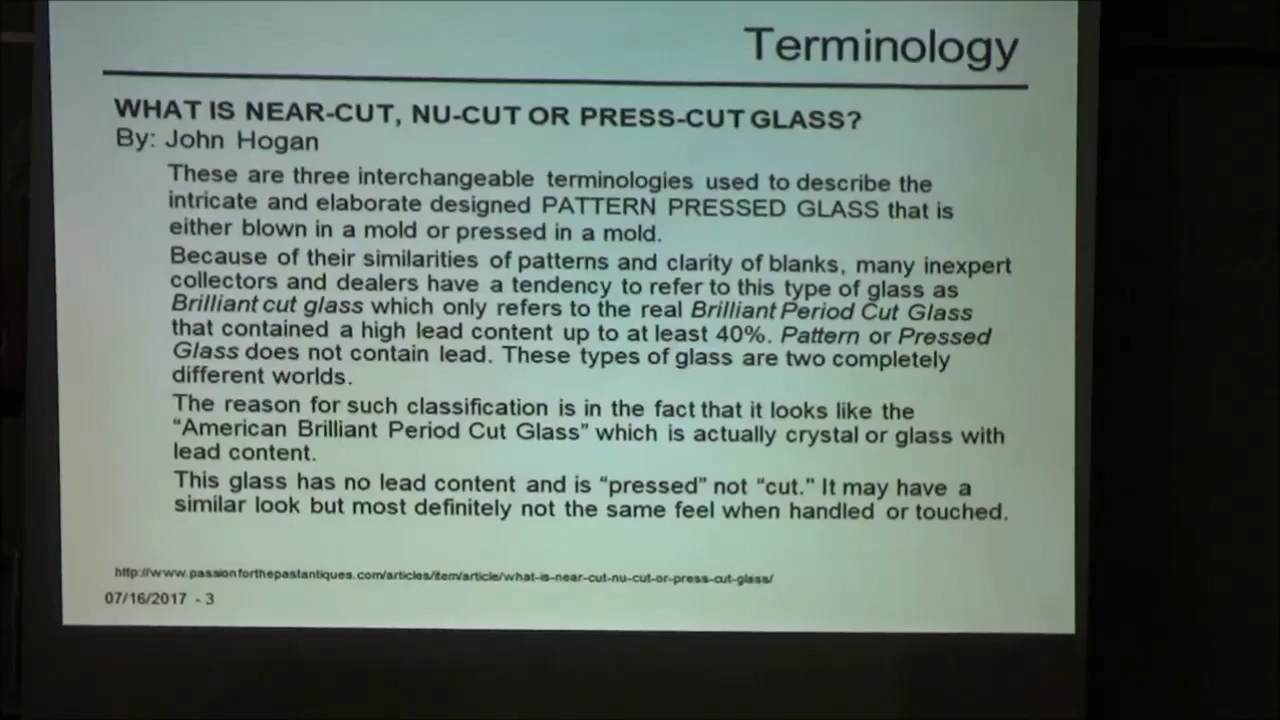 Terminology
WHAT IS NEAR-CUT, NU-CUT OR PRESS-CUT GLASS?
By: John Hogan
These are three interchangeable terminologies used to describe the
intricate and elaborate designed PATTERN PRESSED GLASS that is
either blown in a mold or pressed in a mold.
Because of their similarities of patterns and clarity of blanks, many inexpert
collectors and dealers have a tendency to refer to this type of glass as
Brilliant cut glass which only refers to the real Brilliant Period Cut Glass
that contained a high lead content up to at least 40%. Pattern or Pressed
Glass does not contain lead. These types of glass are two completely
different worlds.
The reason for such classification is in the fact that it looks like the
“American Brilliant Period Cut Glass” which is actually crystal or glass with
lead content.
This glass has no lead content and is “pressed” not “cut.” It may have a
similar look but most definitely not the same feel when handled or touched.
http://www.passionforthepastantiques.com/articles/item/article/what-is-near-cut-nu-cut-or-press-cut-glass/
07/16/2017 - 3